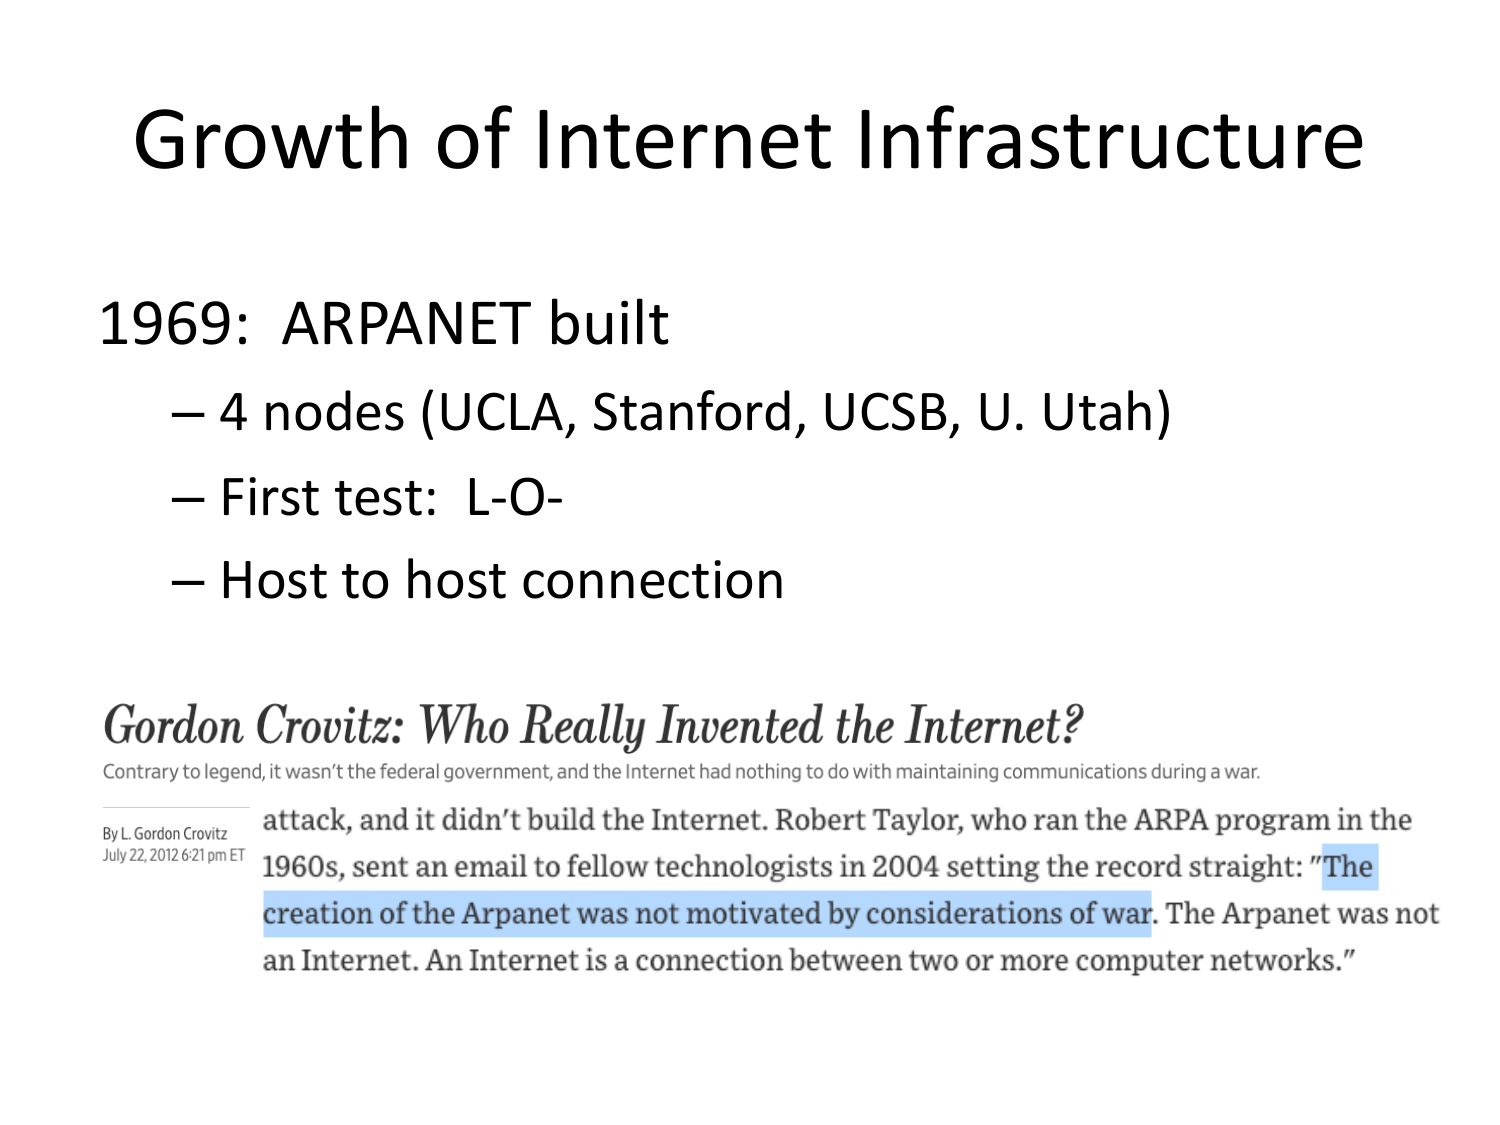 Growth of Internet Infrastructure
1969:  ARPANET built
– 4 nodes (UCLA, Stanford, UCSB, U. Utah)
– First test:  L-O-
– Host to host connection
Gordon Crovitz: Who Really Invented the Internet?
Contrary to legend, it wasn't the federal government, and the Internet had nothing to do with maintaining communications during a war.
By L. Gordon Crovitz
July 22, 2012 6:21 pm ET
attack, and it didn't build the Internet. Robert Taylor, who ran the ARPA program in the
1960s, sent an email to fellow technologists in 2004 setting the record straight: "The
creation of the Arpanet was not motivated by considerations of war. The Arpanet was not
an Internet. An Internet is a connection between two or more computer networks."